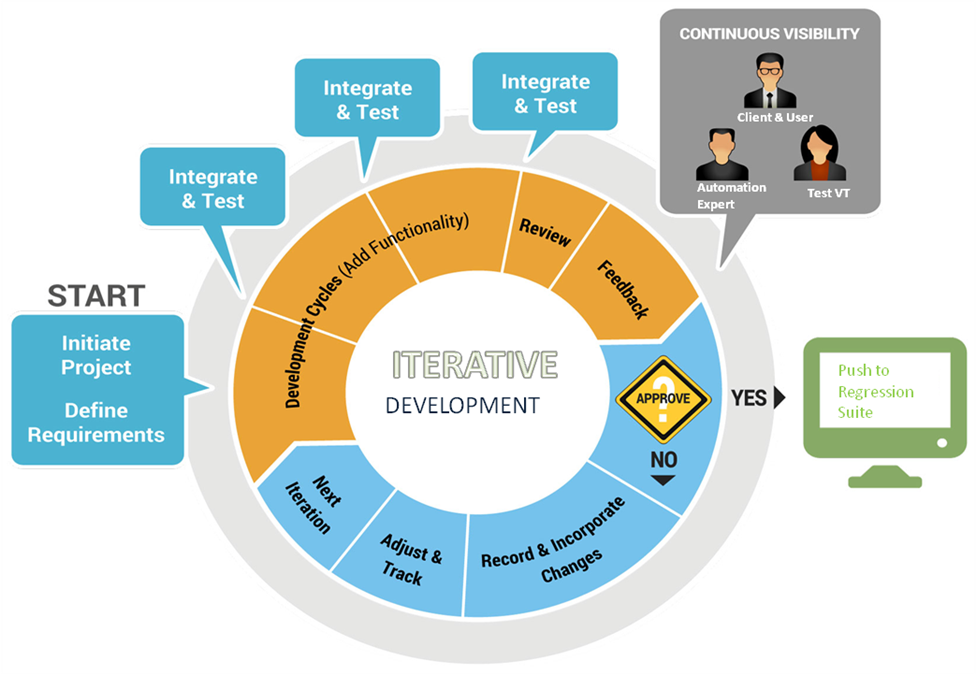 CONTINUOUS VISIBILITY
Client & User
Automation
Expert
Test VT
Integrate
& Test
Integrate
& Test
Integrate
& Test
START
Initiate
Project
Define
Requirements
Development Cycles (Add Functionality)
Review
Feedback
ITERATIVE
DEVELOPMENT
?
APPROVE
YES
NO
Push to
Regression
Suite
Record & Incorporate
Changes
Adjust &
Track
Next
Iteration